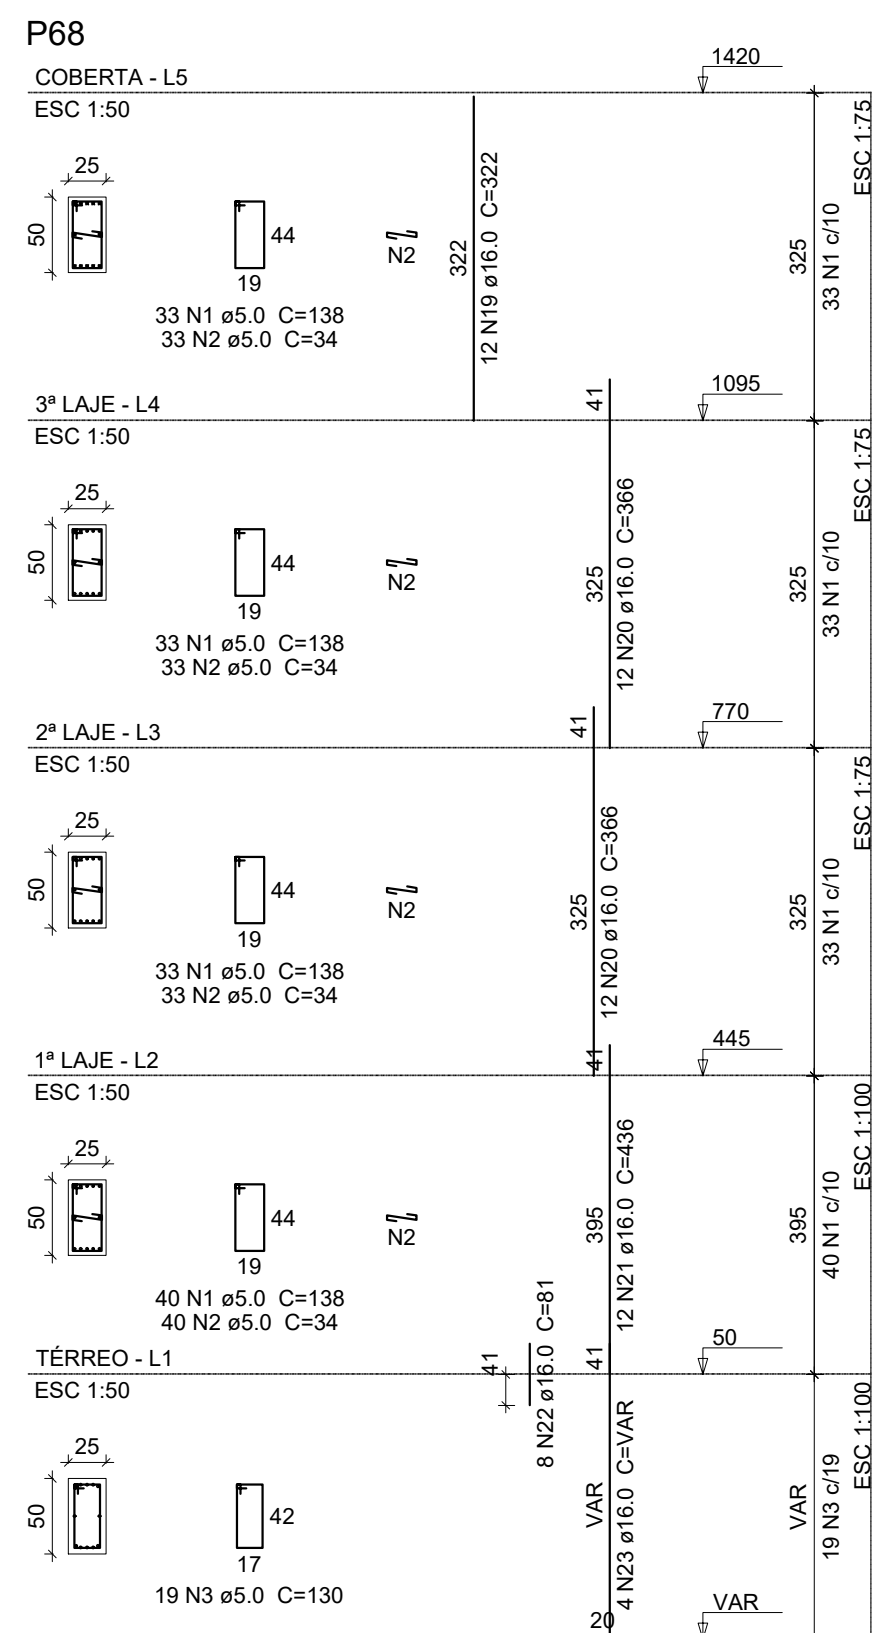 P68
COBERTA - L5
1420
ESC 1:50
ESC 1:75
25
50
44
19
N2
33 N1 ø5.0 C=138
33 N2 ø5.0 C=34
322
12 N19 ø16.0 C=322
325
33 N1 c/10
3ª LAJE - L4
41
1095
ESC 1:50
ESC 1:75
25
50
44
19
N2
33 N1 ø5.0 C=138
33 N2 ø5.0 C=34
325
12 N20 ø16.0 C=366
325
33 N1 c/10
2ª LAJE - L3
41
770
ESC 1:50
ESC 1:75
25
50
44
19
N2
33 N1 ø5.0 C=138
33 N2 ø5.0 C=34
325
12 N20 ø16.0 C=366
325
33 N1 c/10
1ª LAJE - L2
41
445
ESC 1:50
ESC 1:100
25
50
44
19
N2
40 N1 ø5.0 C=138
40 N2 ø5.0 C=34
395
12 N21 ø16.0 C=436
395
40 N1 c/10
TÉRREO - L1
41
8 N22 ø16.0 C=81
41
50
ESC 1:50
ESC 1:100
25
50
42
17
19 N3 ø5.0 C=130
VAR
4 N23 ø16.0 C=VAR
VAR
19 N3 c/19
20
VAR